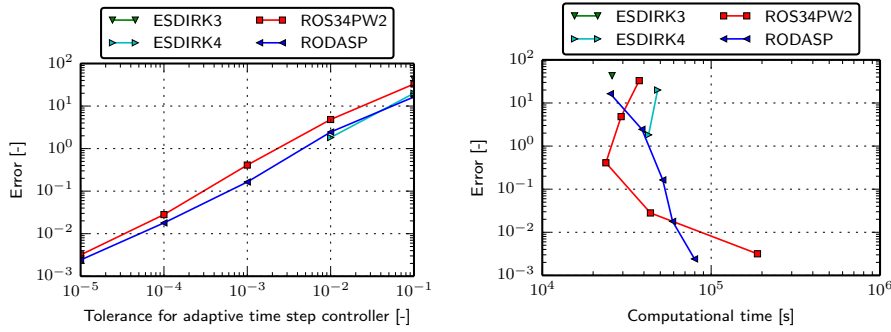 ESDIRK3 ROS34PW2
ESDIRK4 RODASP
10^2
10^1
10^0
10^-1
10^-2
10^-3
Error [-]
10^-5 10^-4 10^-3 10^-2 10^-1
Tolerance for adaptive time step controller [-]
ESDIRK3 ROS34PW2
ESDIRK4 RODASP
10^2
10^1
10^0
10^-1
10^-2
10^-3
Error [-]
10^4 10^5 10^6
Computational time [s]